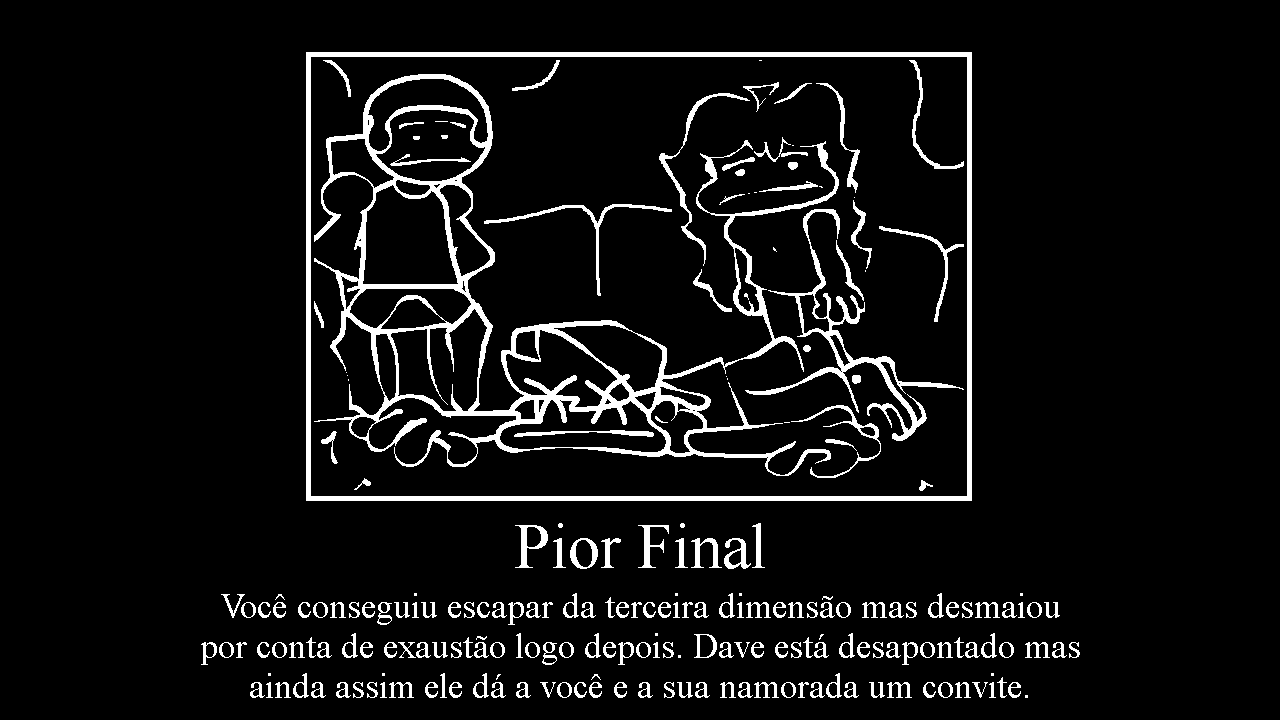 Pior Final
Você conseguiu escapar da terceira dimensão mas desmaiou
por conta de exaustão logo depois. Dave está desapontado mas
ainda assim ele dá a você e a sua namorada um convite.